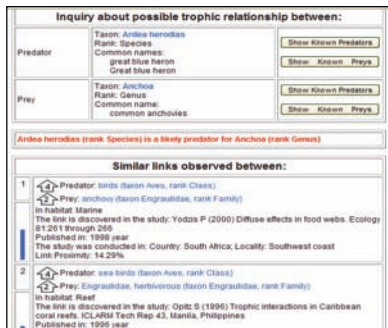 Inquiry about possible trophic relationship between:
Predator
Taxon: Ardea herodias
Rank: Species
Common names:
great blue heron
Great blue heron
Show Known Predators
Show Known Preys
Prey
Taxon: Anchoa
Rank: Genus
Common name:
common anchovies
Show Known Predators
Show Known Preys
Ardea herodias (rank Species) is a likely predator for Anchoa (rank Genus)
Similar links observed between:
1
4 Predator: birds (taxon Aves, rank Class)
2 Prey: anchovy (taxon Engraulidae, rank Family)
In habitat Marine
The link is discovered in the study: Yodzis P (2000) Diffuse effects in food webs. Ecology
81:261 through 266
Published in: 1998 year
The study was conducted in: Country: South Africa; Locality: Southwest coast
Link Proximity: 14.29%
2
4 Predator: sea birds (taxon Aves, rank Class)
2 Prey: Engraulidae, herbivorous (taxon Engraulidae, rank Family)
In habitat Reef
The link is discovered in the study: Opitz S (1996) Trophic interactions in Caribbean
coral reefs. ICLARM Tech Rep 43, Manila, Philippines
Published in: 1996 year